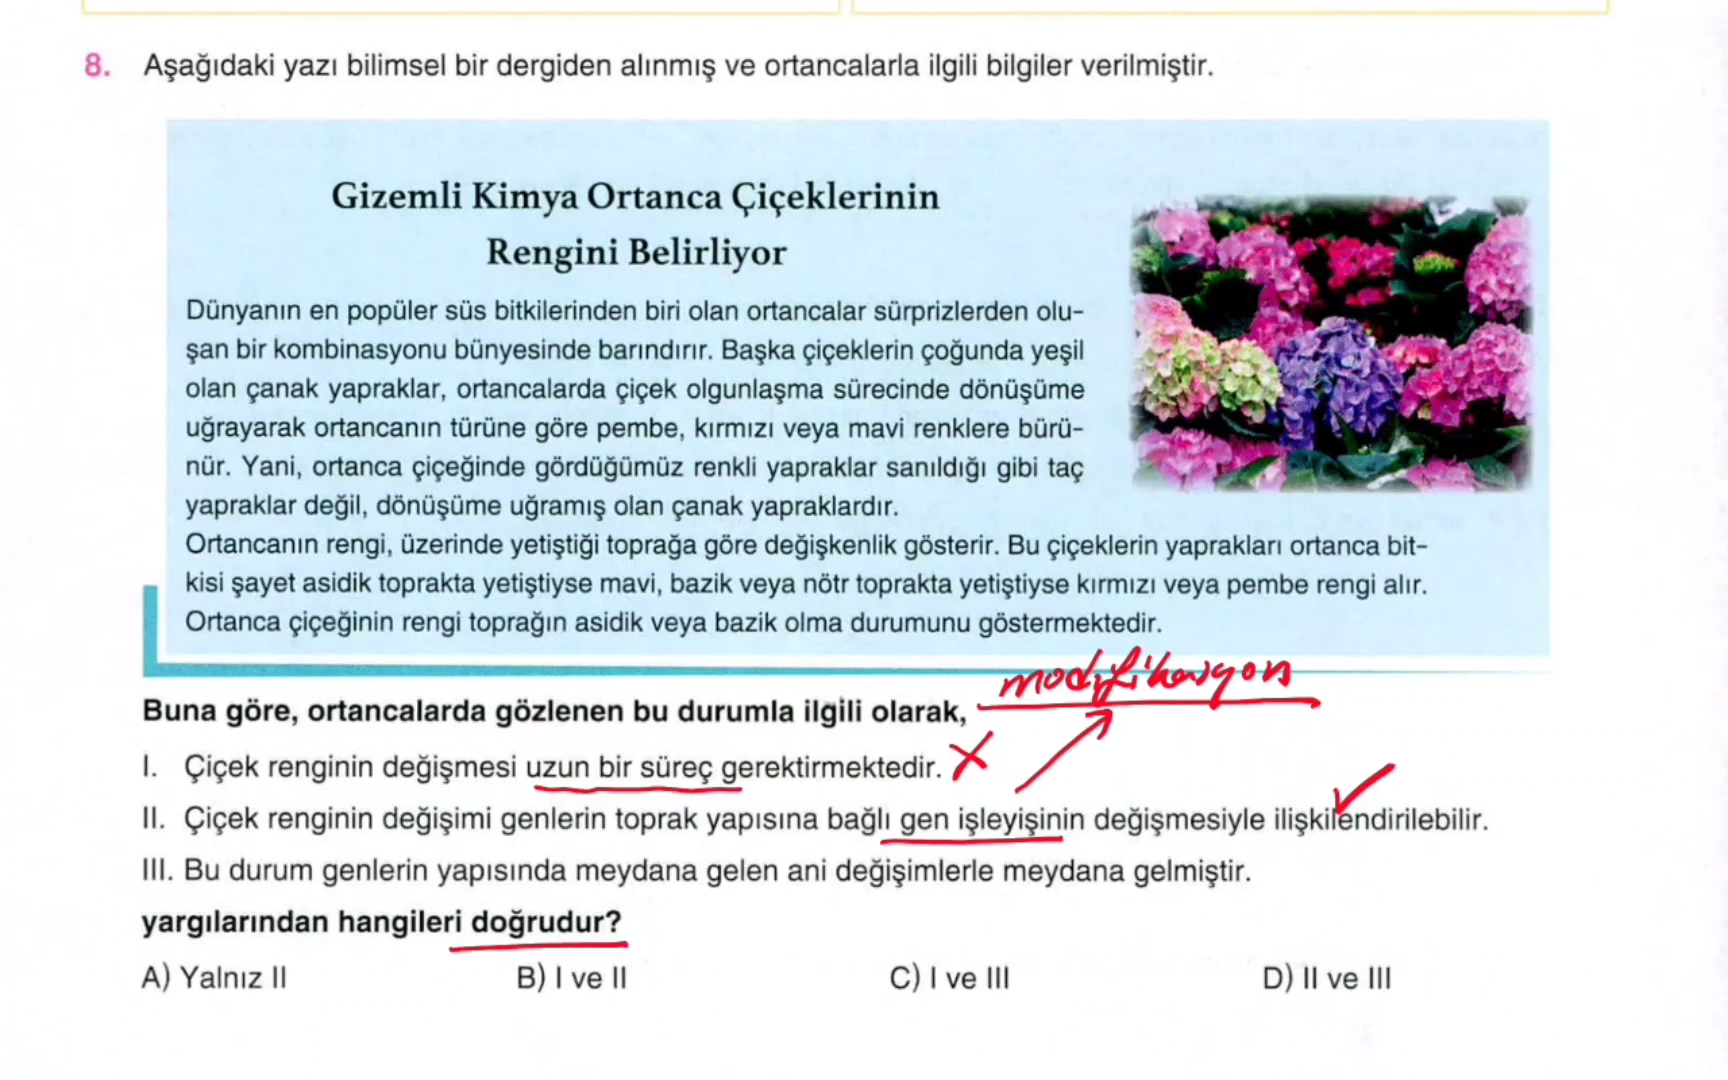 8. Aşağıdaki yazı bilimsel bir dergiden alınmış ve ortancalarla ilgili bilgiler verilmiştir.
Gizemli Kimya Ortanca Çiçeklerinin
Rengini Belirliyor
Dünyanın en popüler süs bitkilerinden biri olan ortancalar sürprizlerden olu-
şan bir kombinasyonu bünyesinde barındırır. Başka çiçeklerin çoğunda yeşil
olan çanak yapraklar, ortancalarda çiçek olgunlaşma sürecinde dönüşüme
uğrayarak ortancanın türüne göre pembe, kırmızı veya mavi renklere bürü-
nür. Yani, ortanca çiçeğinde gördüğümüz renkli yapraklar sanıldığı gibi taç
yapraklar değil, dönüşüme uğramış olan çanak yapraklardır.
Ortancanın rengi, üzerinde yetiştiği toprağa göre değişkenlik gösterir. Bu çiçeklerin yaprakları ortanca bit-
kisi şayet asidik toprakta yetiştiyse mavi, bazik veya nötr toprakta yetiştiyse kırmızı veya pembe rengi alır.
Ortanca çiçeğinin rengi toprağın asidik veya bazik olma durumunu göstermektedir.
modifikasyon
Buna göre, ortancalarda gözlenen bu durumla ilgili olarak,
I. Çiçek renginin değişmesi uzun bir süreç gerektirmektedir.
II. Çiçek renginin değişimi genlerin toprak yapısına bağlı gen işleyişinin değişmesiyle ilişkilendirilebilir.
III. Bu durum genlerin yapısında meydana gelen ani değişimlerle meydana gelmiştir.
yargılarından hangileri doğrudur?
A) Yalnız II B) I ve II C) I ve III D) II ve III